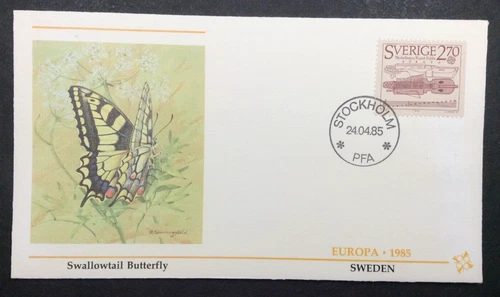 SVERIGE 2.70
STOCKHOLM
24.04.85
PFA
EUROPA • 1985
Swallowtail Butterfly
SWEDEN